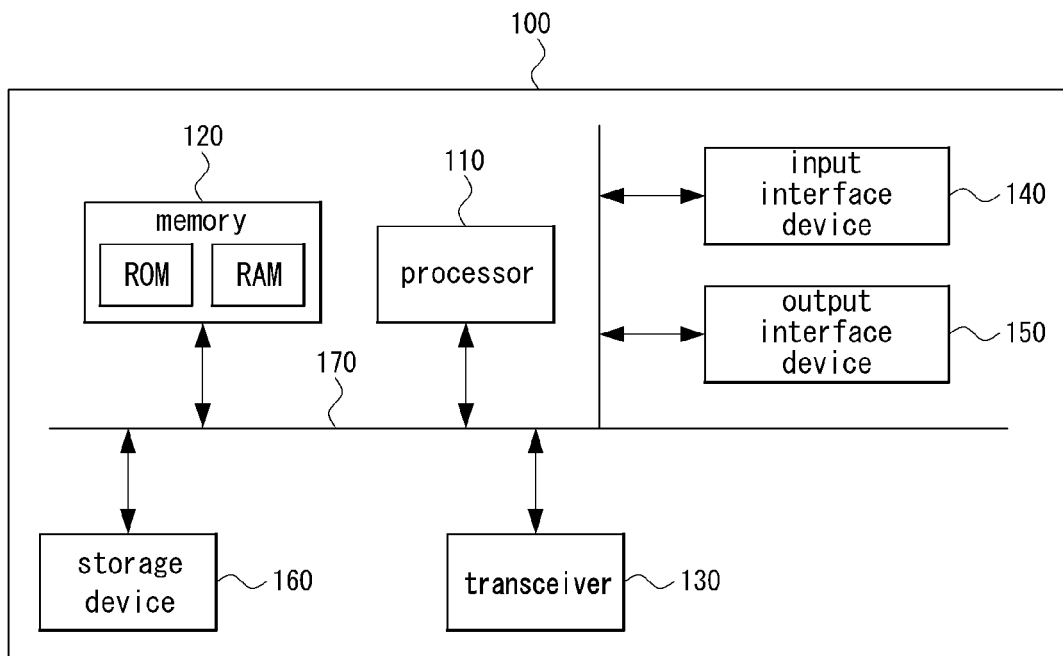 100
120
memory
ROM
RAM
110
processor
input
interface
device
140
output
interface
device
150
170
storage
device
160
transceiver
130